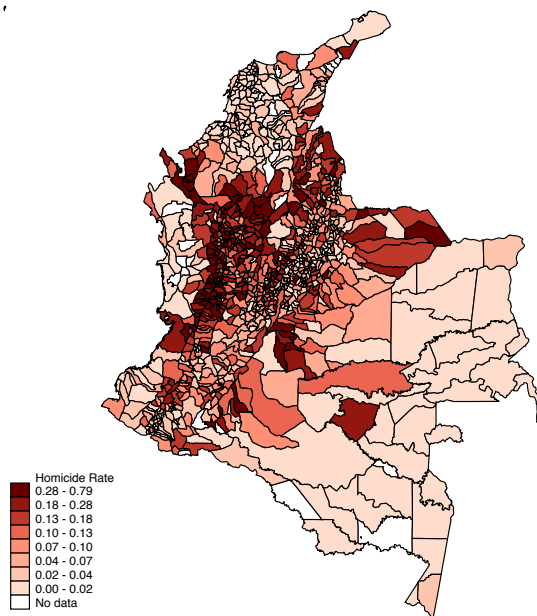 Homicide Rate
0.28 - 0.79
0.18 - 0.28
0.13 - 0.18
0.10 - 0.13
0.07 - 0.10
0.04 - 0.07
0.02 - 0.04
0.00 - 0.02
No data